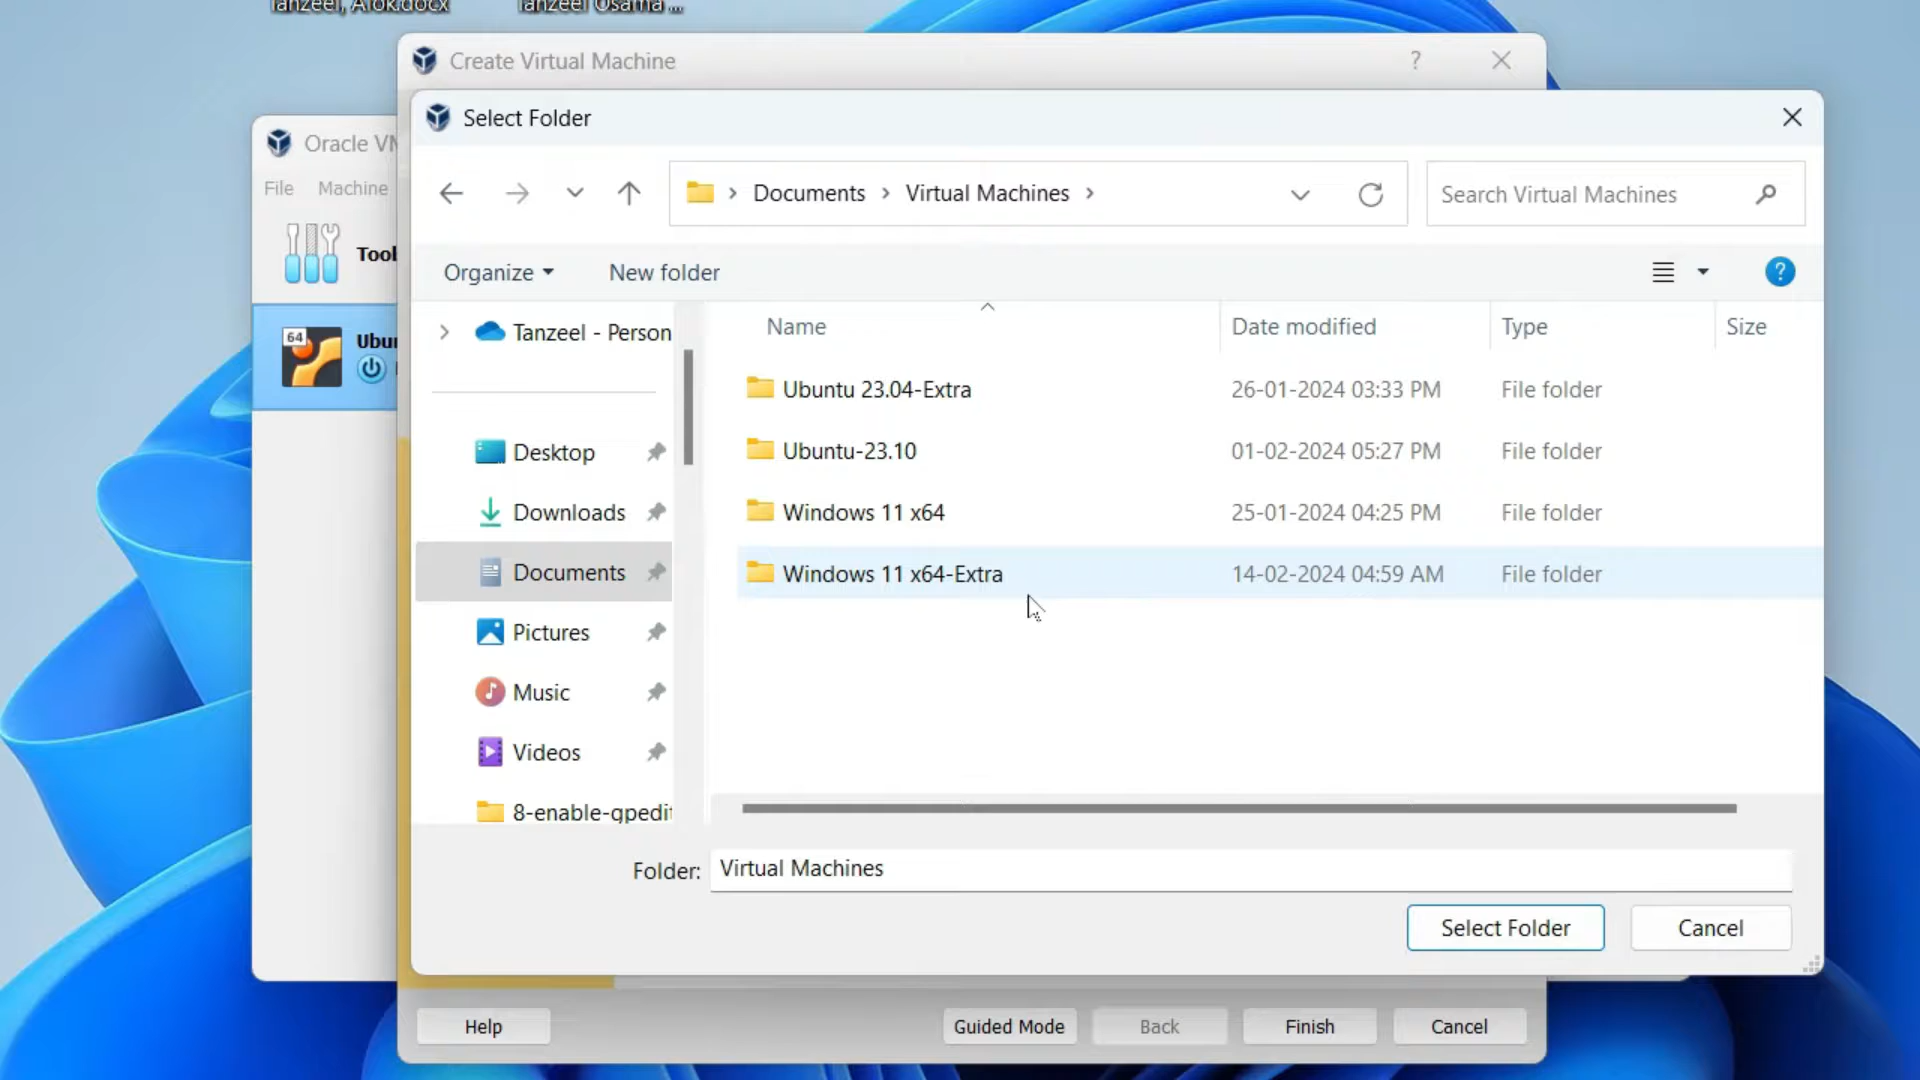 Tanzeel, Alok.docx
Tanzeel Osama ...
Create Virtual Machine
?
Select Folder
Oracle VM
File Machine
Documents
Virtual Machines
Search Virtual Machines
Organize
New folder
?
Tool
64
Ubu
Tanzeel - Person
Desktop
Downloads
Documents
Pictures
Music
Videos
8-enable-gpedit
Name Date modified Type Size
Ubuntu 23.04-Extra 26-01-2024 03:33 PM File folder
Ubuntu-23.10 01-02-2024 05:27 PM File folder
Windows 11 x64 25-01-2024 04:25 PM File folder
Windows 11 x64-Extra 14-02-2024 04:59 AM File folder
Folder: Virtual Machines
Select Folder
Cancel
Help
Guided Mode
Back
Finish
Cancel